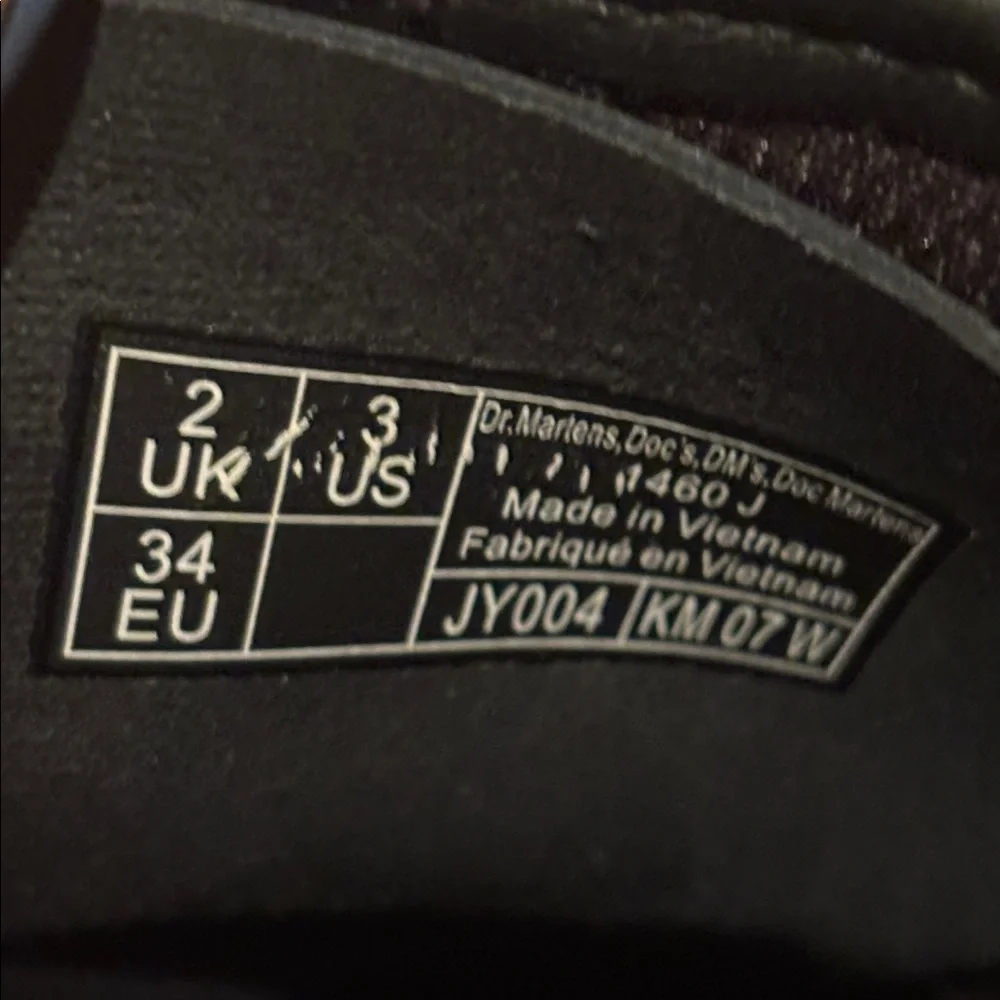 2
UK
3
US
34
EU
Dr.Martens,Doc's,DM's,Doc Martens
1460 J
Made in Vietnam
Fabriqué en Vietnam
JY004
KM 07 W